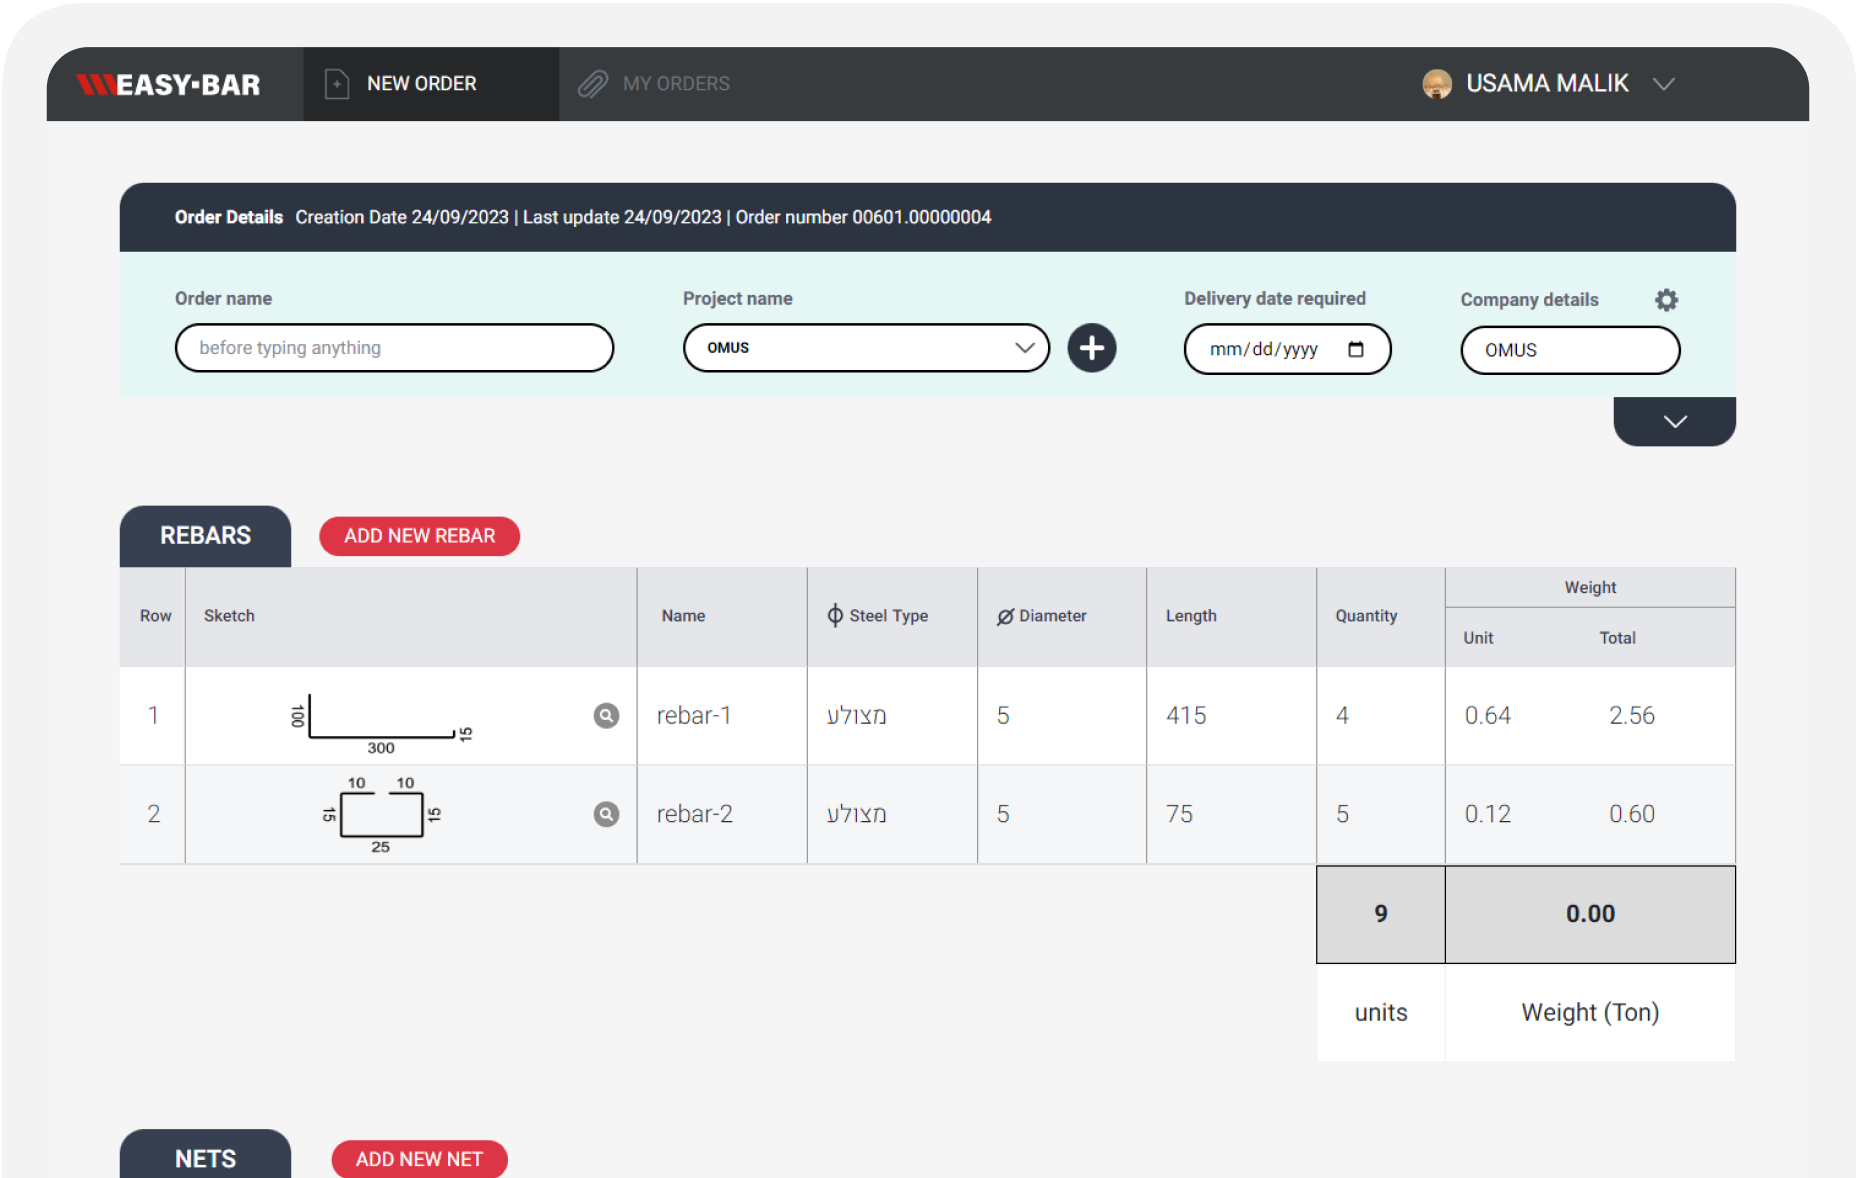 EASY·BAR
NEW ORDER
MY ORDERS
USAMA MALIK
Order Details Creation Date 24/09/2023 | Last update 24/09/2023 | Order number 00601.00000004
Order name
Project name
Delivery date required
Company details
before typing anything
OMUS
mm/dd/yyyy
OMUS
REBARS
ADD NEW REBAR
Row
Sketch
Name
Steel Type
Diameter
Length
Quantity
Weight
Unit
Total
1
100
300
15
rebar-1
מצולע
5
415
4
0.64
2.56
2
10
10
15
15
25
rebar-2
מצולע
5
75
5
0.12
0.60
9
0.00
units
Weight (Ton)
NETS
ADD NEW NET